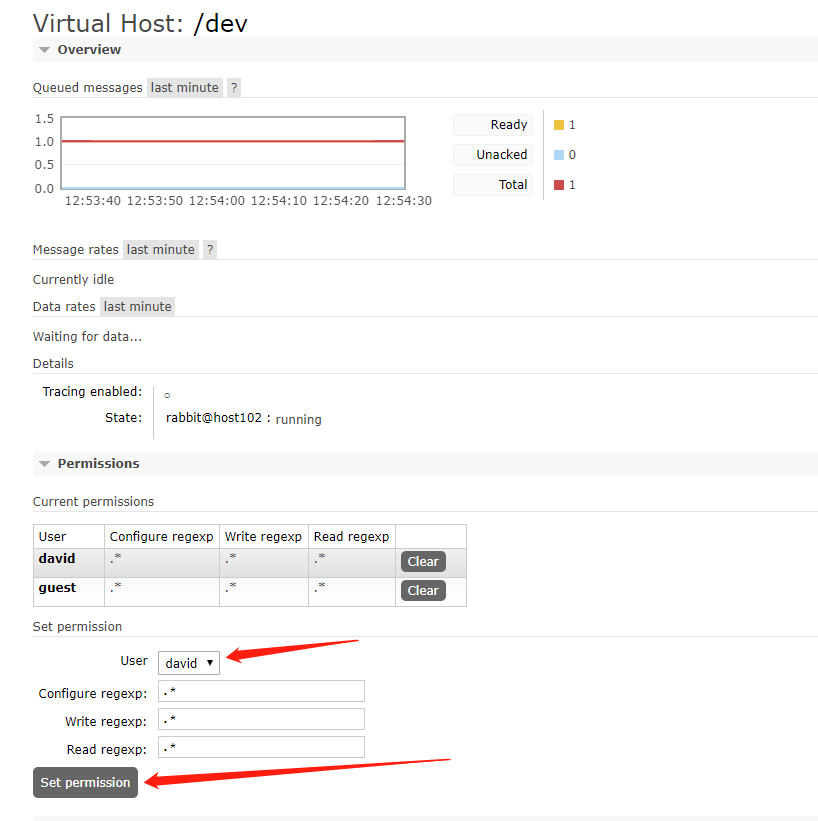 Virtual Host: /dev
Overview
Queued messages last minute ?
1.5
1.0
0.5
0.0
12:53:40 12:53:50 12:54:00 12:54:10 12:54:20 12:54:30
Ready 1
Unacked 0
Total 1
Message rates last minute ?
Currently idle
Data rates last minute
Waiting for data...
Details
Tracing enabled: ○
State: rabbit@host102 : running
Permissions
Current permissions
User Configure regexp Write regexp Read regexp
david .* .* .* Clear
guest .* .* .* Clear
Set permission
User david ▼
Configure regexp: .*
Write regexp: .*
Read regexp: .*
Set permission